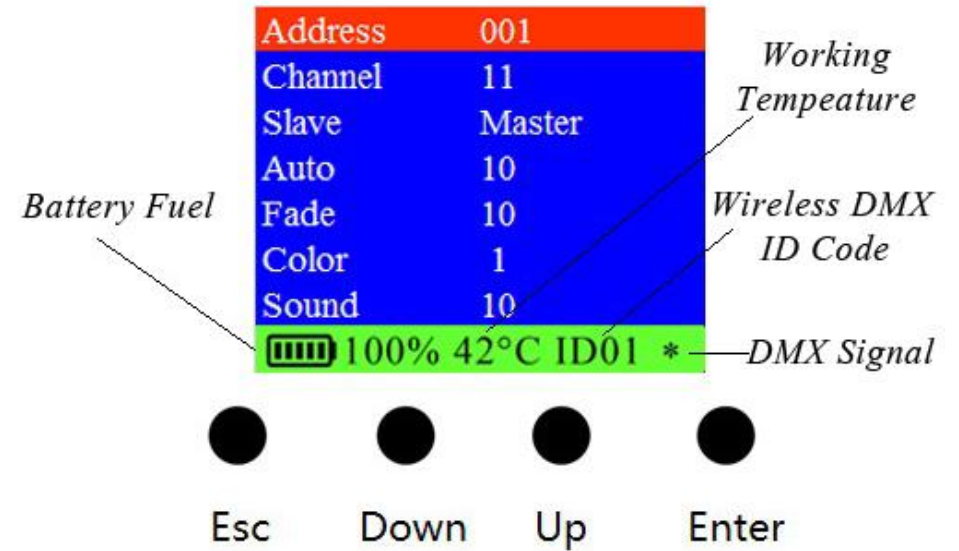 Address 001
Channel 11
Slave Master
Auto 10
Fade 10
Color 1
Sound 10
100% 42°C ID01 *
Working
Tempeature
Battery Fuel
Wireless DMX
ID Code
DMX Signal
Esc Down Up Enter